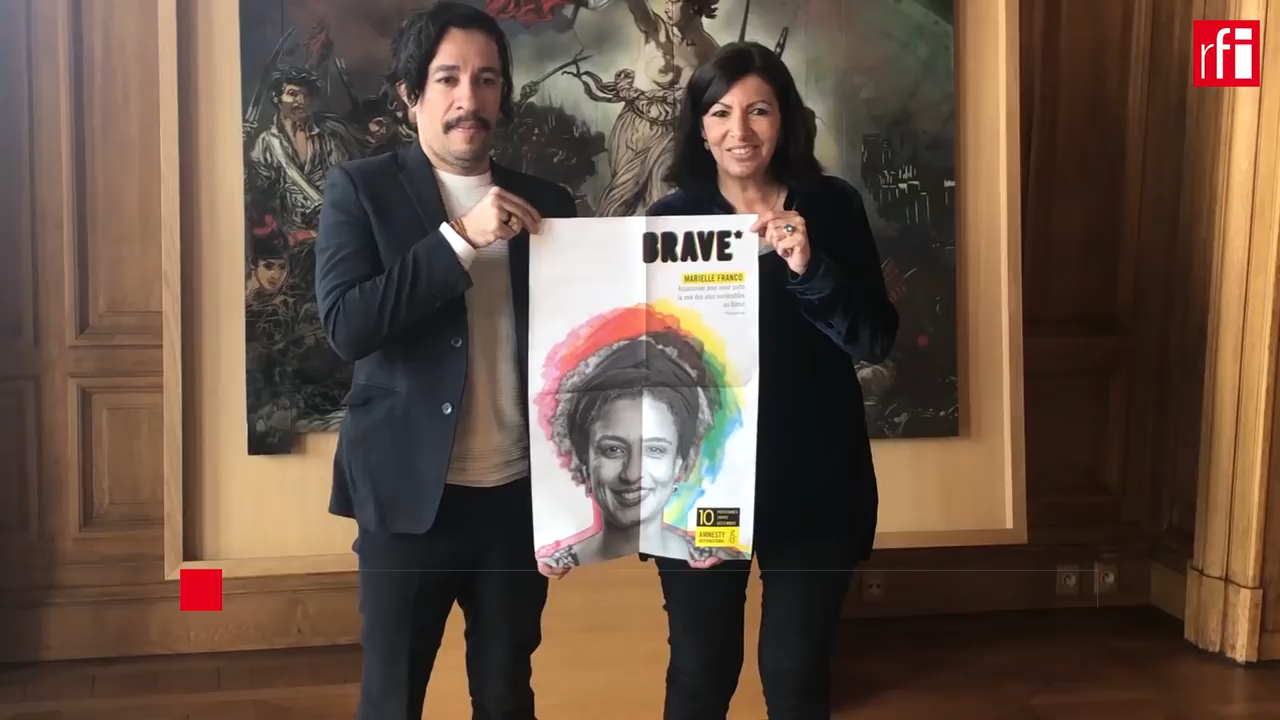 rfi
BRAVE*
MARIELLE FRANCO
Assassinée pour avoir porté
la voix des plus vulnérables
au Brésil
10
AMNESTY
INTERNATIONAL